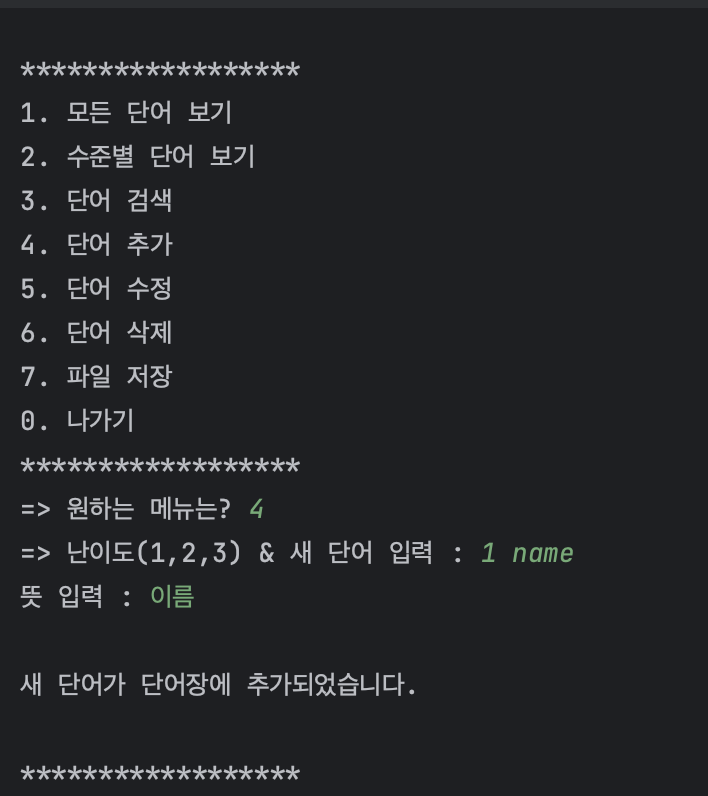 ******************
1. 모든 단어 보기
2. 수준별 단어 보기
3. 단어 검색
4. 단어 추가
5. 단어 수정
6. 단어 삭제
7. 파일 저장
0. 나가기
******************
=> 원하는 메뉴는? 4
=> 난이도(1,2,3) & 새 단어 입력 : 1 name
뜻 입력 : 이름
새 단어가 단어장에 추가되었습니다.
******************